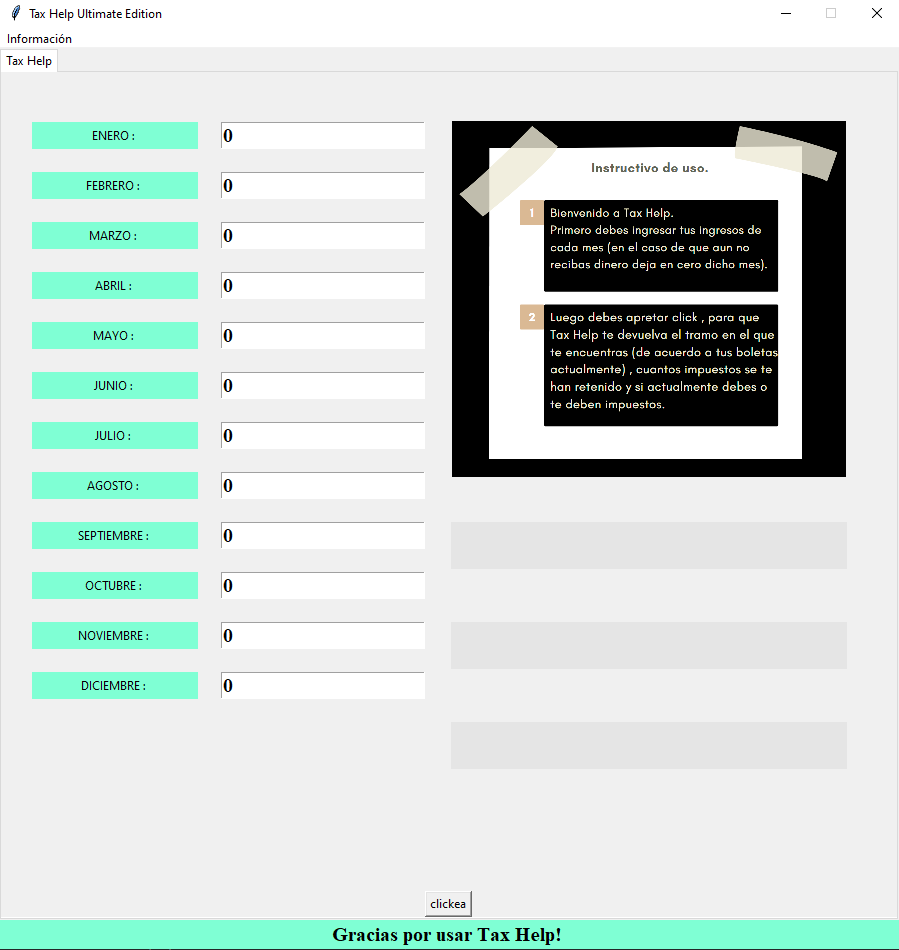 Tax Help Ultimate Edition
Información
Tax Help
ENERO : 0
FEBRERO : 0
MARZO : 0
ABRIL : 0
MAYO : 0
JUNIO : 0
JULIO : 0
AGOSTO : 0
SEPTIEMBRE : 0
OCTUBRE : 0
NOVIEMBRE : 0
DICIEMBRE : 0
Instructivo de uso.
1 Bienvenido a Tax Help.
Primero debes ingresar tus ingresos de
cada mes (en el caso de que aun no
recibas dinero deja en cero dicho mes).
2 Luego debes apretar click , para que
Tax Help te devuelva el tramo en el que
te encuentras (de acuerdo a tus boletas
actualmente) , cuantos impuestos se te
han retenido y si actualmente debes o
te deben impuestos.
clickea
Gracias por usar Tax Help!